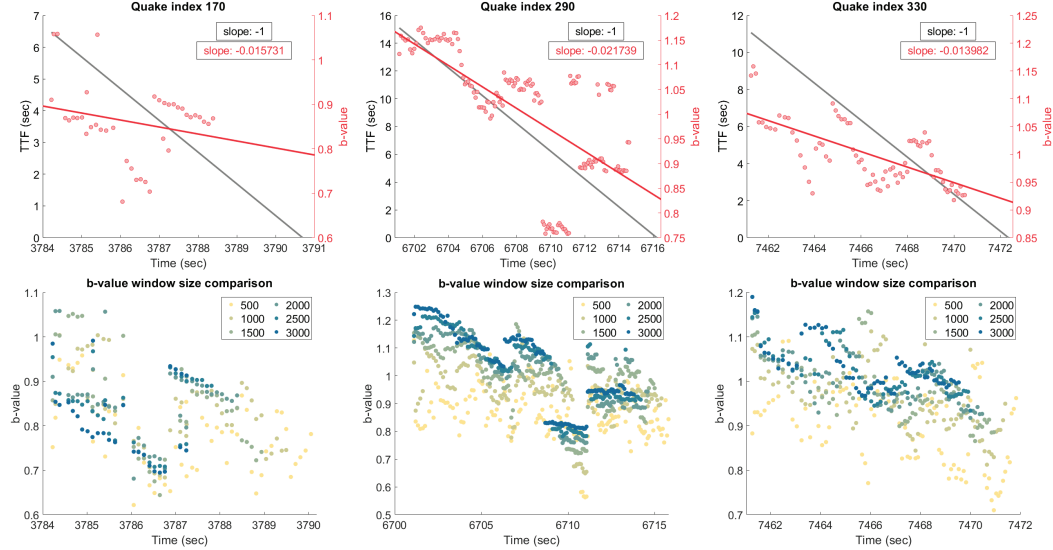 Quake index 170
slope: -1
slope: -0.015731
TTF (sec)
b-value
7
6
5
4
3
2
1
0
1.1
1
0.9
0.8
0.7
0.6
3784 3785 3786 3787 3788 3789 3790 3791
Time (sec)
Quake index 290
slope: -1
slope: -0.021739
TTF (sec)
b-value
16
14
12
10
8
6
4
2
0
1.2
1.15
1.1
1.05
1
0.95
0.9
0.85
0.8
0.75
6702 6704 6706 6708 6710 6712 6714 6716
Time (sec)
Quake index 330
slope: -1
slope: -0.013982
TTF (sec)
b-value
12
10
8
6
4
2
0
1.25
1.2
1.15
1.1
1.05
1
0.95
0.9
0.85
7462 7464 7466 7468 7470 7472
Time (sec)
b-value window size comparison
500 2000
1000 2500
1500 3000
b-value
1.1
1
0.9
0.8
0.7
0.6
3784 3785 3786 3787 3788 3789 3790
Time (sec)
b-value window size comparison
500 2000
1000 2500
1500 3000
b-value
1.3
1.2
1.1
1
0.9
0.8
0.7
0.6
0.5
6700 6705 6710 6715
Time (sec)
b-value window size comparison
500 2000
1000 2500
1500 3000
b-value
1.2
1.1
1
0.9
0.8
0.7
7462 7464 7466 7468 7470 7472
Time (sec)